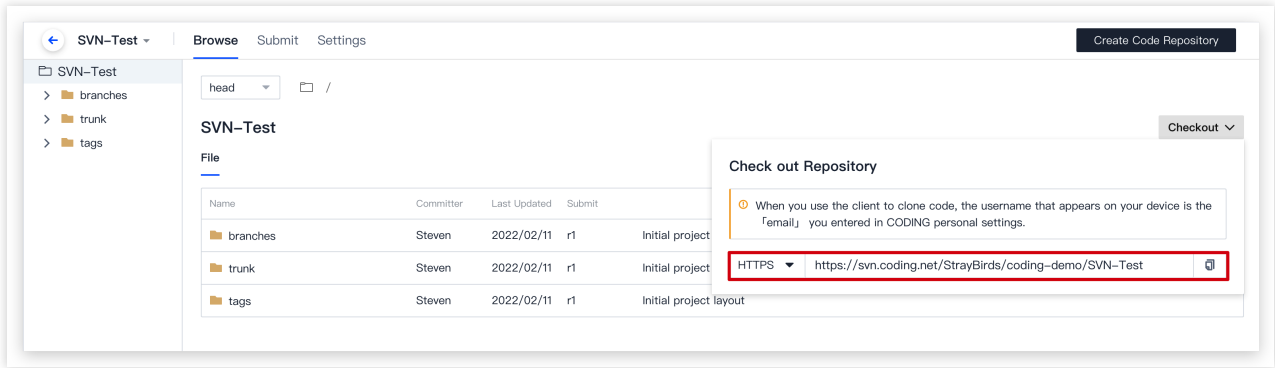 SVN-Test
Browse Submit Settings
Create Code Repository
SVN-Test
branches
trunk
tags
head
/
SVN-Test
Checkout
File
Check out Repository
When you use the client to clone code, the username that appears on your device is the
「email」 you entered in CODING personal settings.
HTTPS https://svn.coding.net/StrayBirds/coding-demo/SVN-Test
Name Committer Last Updated Submit
branches Steven 2022/02/11 r1 Initial project
trunk Steven 2022/02/11 r1 Initial project
tags Steven 2022/02/11 r1 Initial project layout